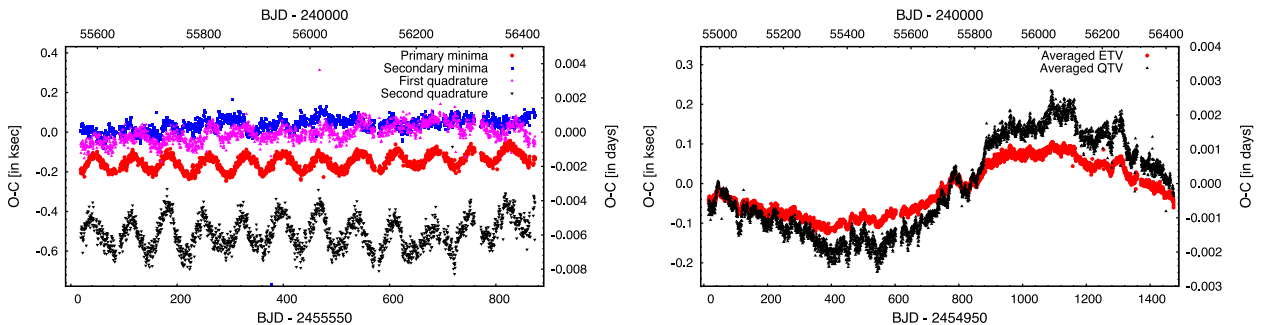 BJD - 240000
55600 55800 56000 56200 56400
0.4
0.2
0.0
-0.2
-0.4
-0.6
O-C [in ksec]
Primary minima
Secondary minima
First quadrature
Second quadrature
0.004
0.002
0.000
-0.002
-0.004
-0.006
-0.008
O-C [in days]
0 200 400 600 800
BJD - 2455550
BJD - 240000
55000 55200 55400 55600 55800 56000 56200 56400
0.3
0.2
0.1
0.0
-0.1
-0.2
O-C [in ksec]
Averaged ETV
Averaged QTV
0.004
0.003
0.002
0.001
0.000
-0.001
-0.002
-0.003
O-C [in days]
0 200 400 600 800 1000 1200 1400
BJD - 2454950